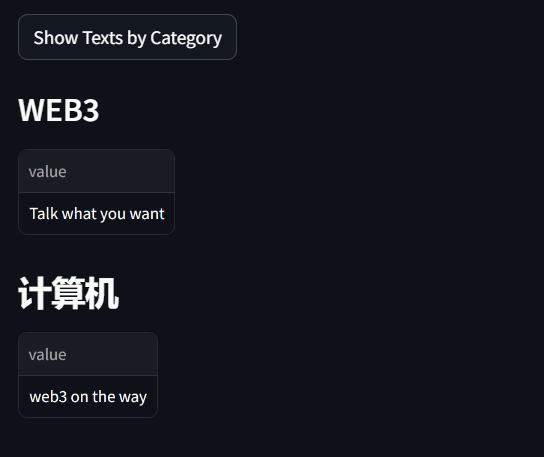 Show Texts by Category
WEB3
value
Talk what you want
计算机
value
web3 on the way